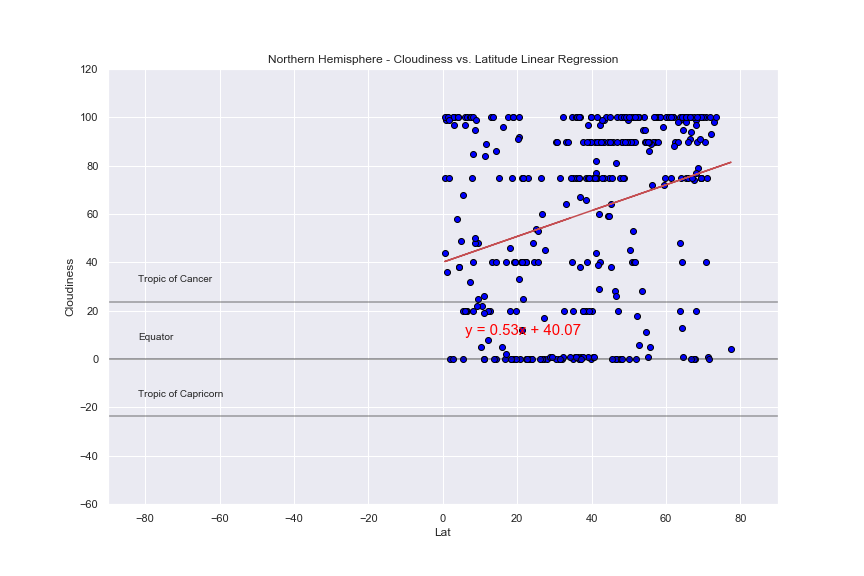 Northern Hemisphere - Cloudiness vs. Latitude Linear Regression
120
100
80
60
40
20
0
−20
−40
−60
Cloudiness
Tropic of Cancer
Equator
Tropic of Capricorn
y = 0.53x + 40.07
−80
−60
−40
−20
0
20
40
60
80
Lat